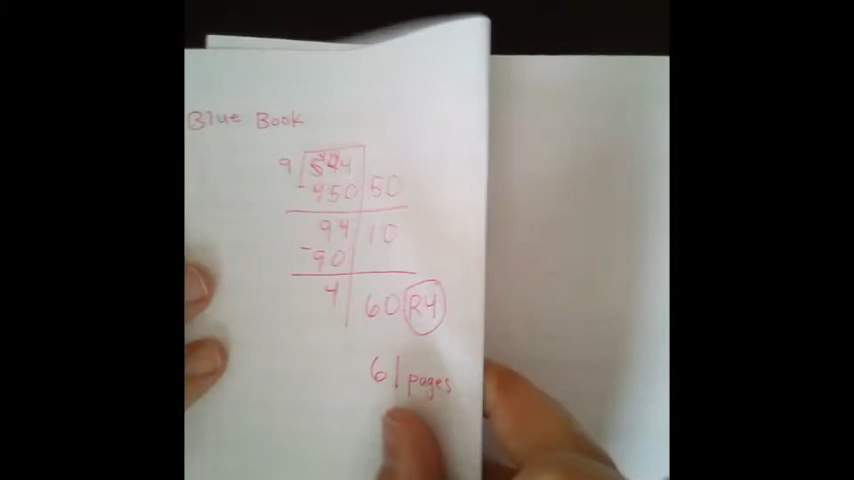 Blue Book
9 544
- 450 50
94 10
- 90
4 60 R4
61 pages